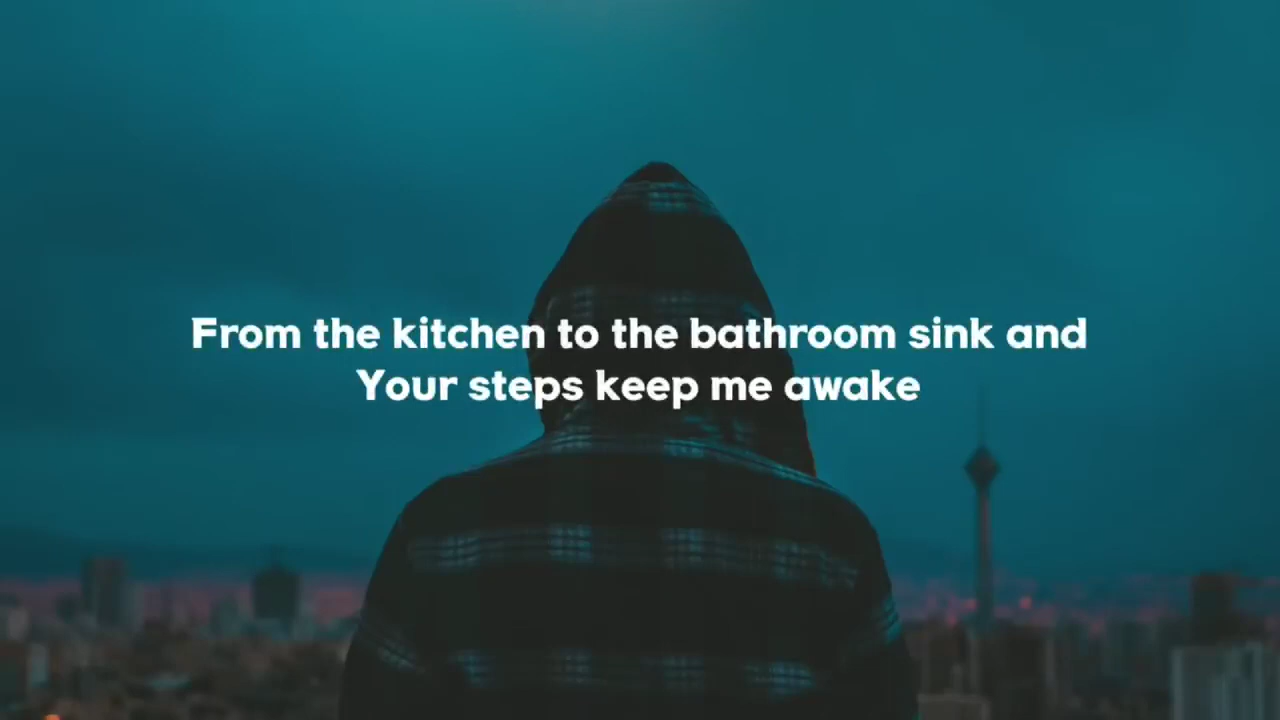 From the kitchen to the bathroom sink and
Your steps keep me awake